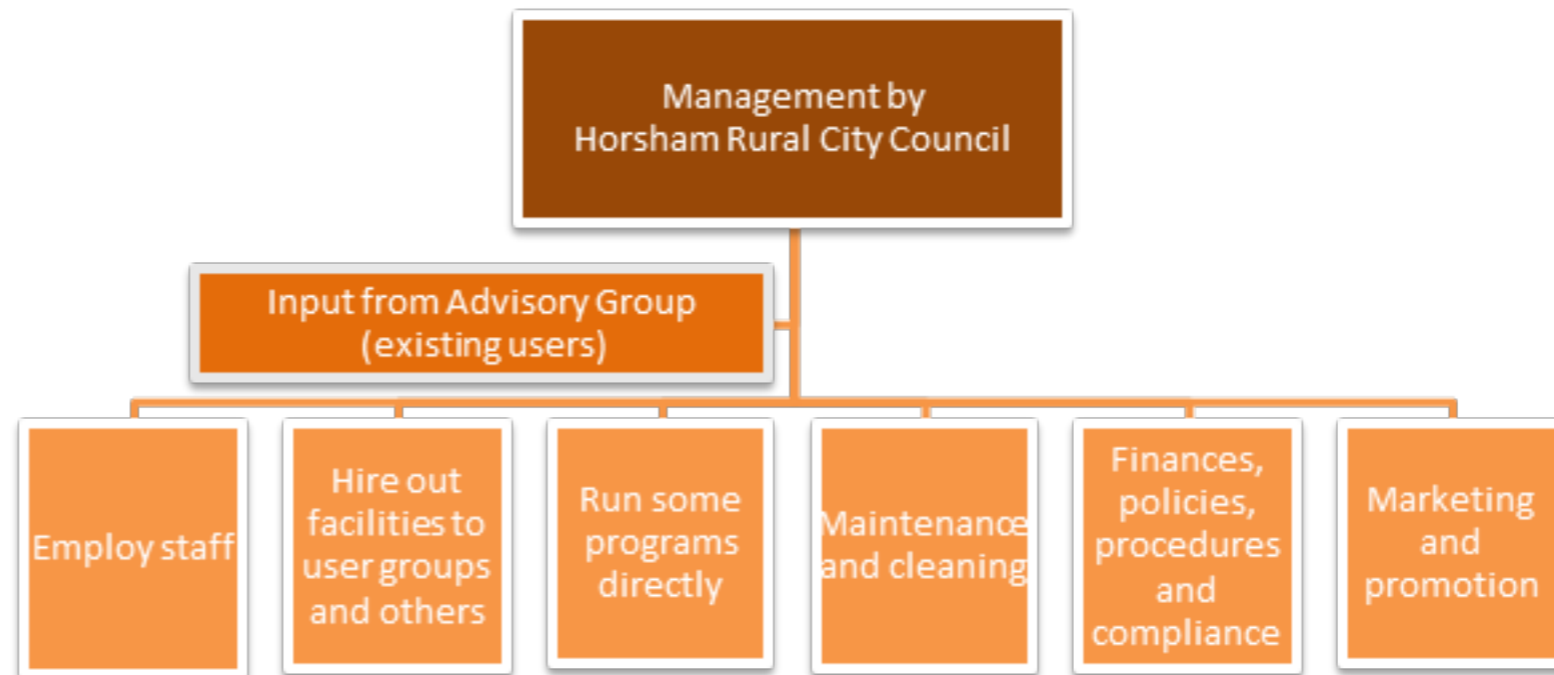 Management by
Horsham Rural City Council
Input from Advisory Group
(existing users)
Employ staff
Hire out
facilities to
user groups
and others
Run some
programs
directly
Maintenance
and cleaning
Finances,
policies,
procedures
and
compliance
Marketing
and
promotion